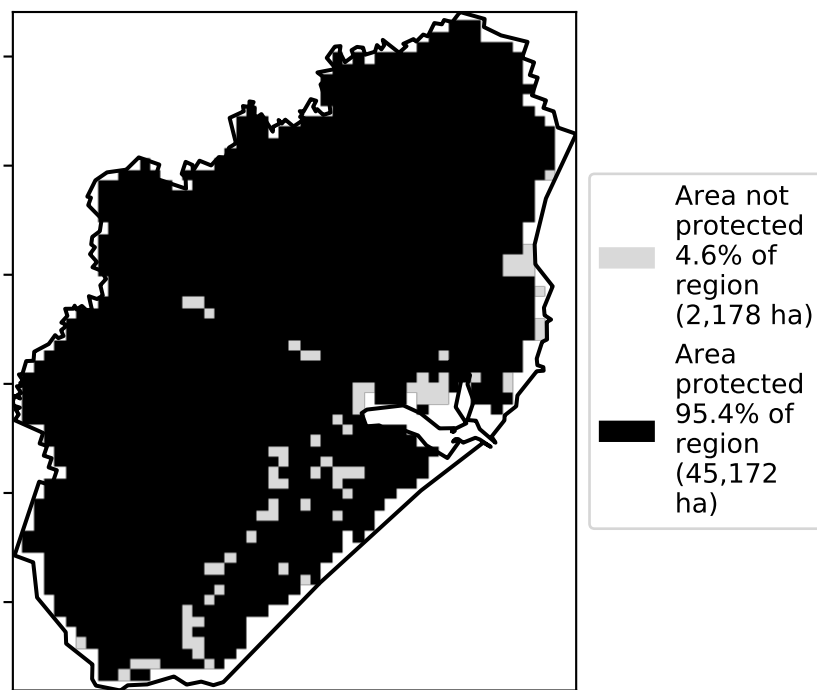 Area not
protected
4.6% of
region
(2,178 ha)
Area
protected
95.4% of
region
(45,172
ha)